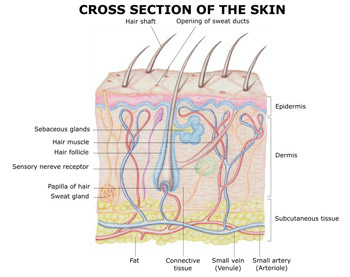 CROSS SECTION OF THE SKIN
Hair shaft
Opening of sweat ducts
Epidermis
Sebaceous glands
Hair muscle
Hair follicle
Dermis
Sensory nereve receptor
Papilla of hair
Sweat gland
Subcutaneous tissue
Fat
Connective
tissue
Small vein
(Venule)
Small artery
(Arteriole)